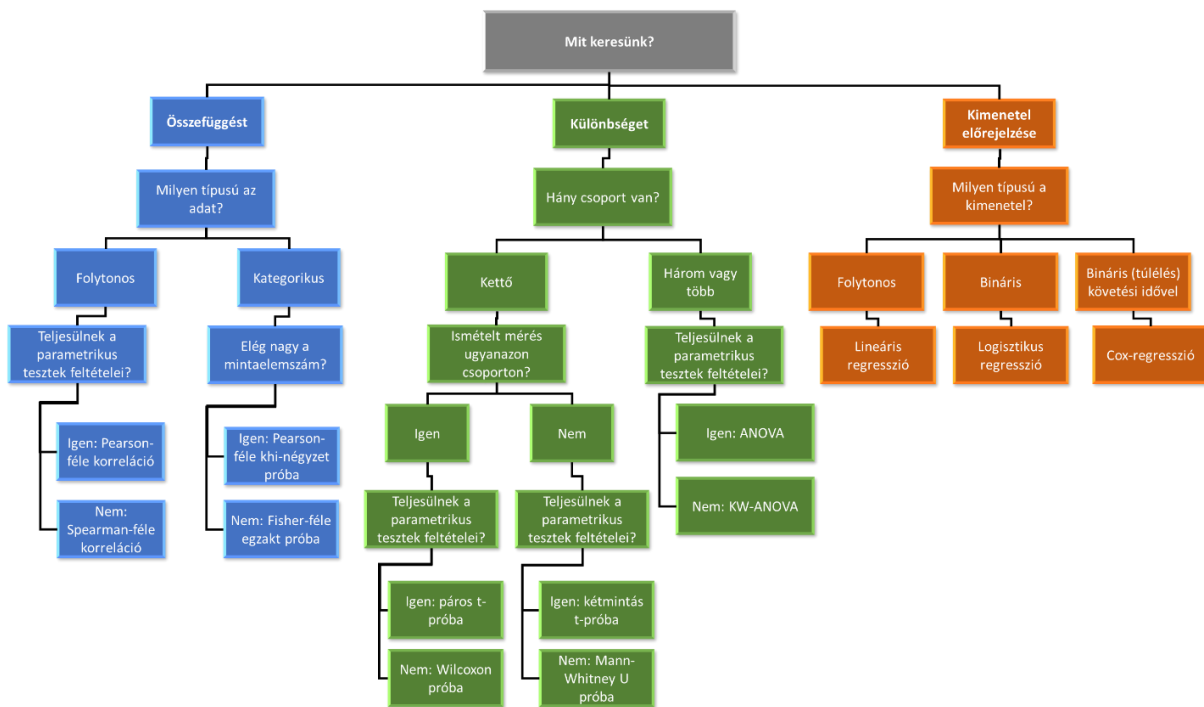 Mit keresünk?
Összefüggést
Különbséget
Kimenetel
előrejelzése
Milyen típusú az
adat?
Hány csoport van?
Milyen típusú a
kimenetel?
Folytonos
Kategorikus
Kettő
Három vagy
több
Folytonos
Bináris
Bináris (túlélés)
követési idővel
Teljesülnek a
parametrikus
tesztek feltételei?
Elég nagy a
mintaelemszám?
Ismételt mérés
ugyanazon
csoporton?
Teljesülnek a
parametrikus
tesztek feltételei?
Lineáris
regresszió
Logisztikus
regresszió
Cox-regresszió
Igen: Pearson-
féle korreláció
Igen: Pearson-
féle khi-négyzet
próba
Igen
Nem
Igen: ANOVA
Nem:
Spearman-féle
korreláció
Nem: Fisher-féle
egzakt próba
Teljesülnek a
parametrikus
tesztek feltételei?
Teljesülnek a
parametrikus
tesztek feltételei?
Nem: KW-ANOVA
Igen: páros t-
próba
Igen: kétmintás
t-próba
Nem: Wilcoxon
próba
Nem: Mann-
Whitney U
próba